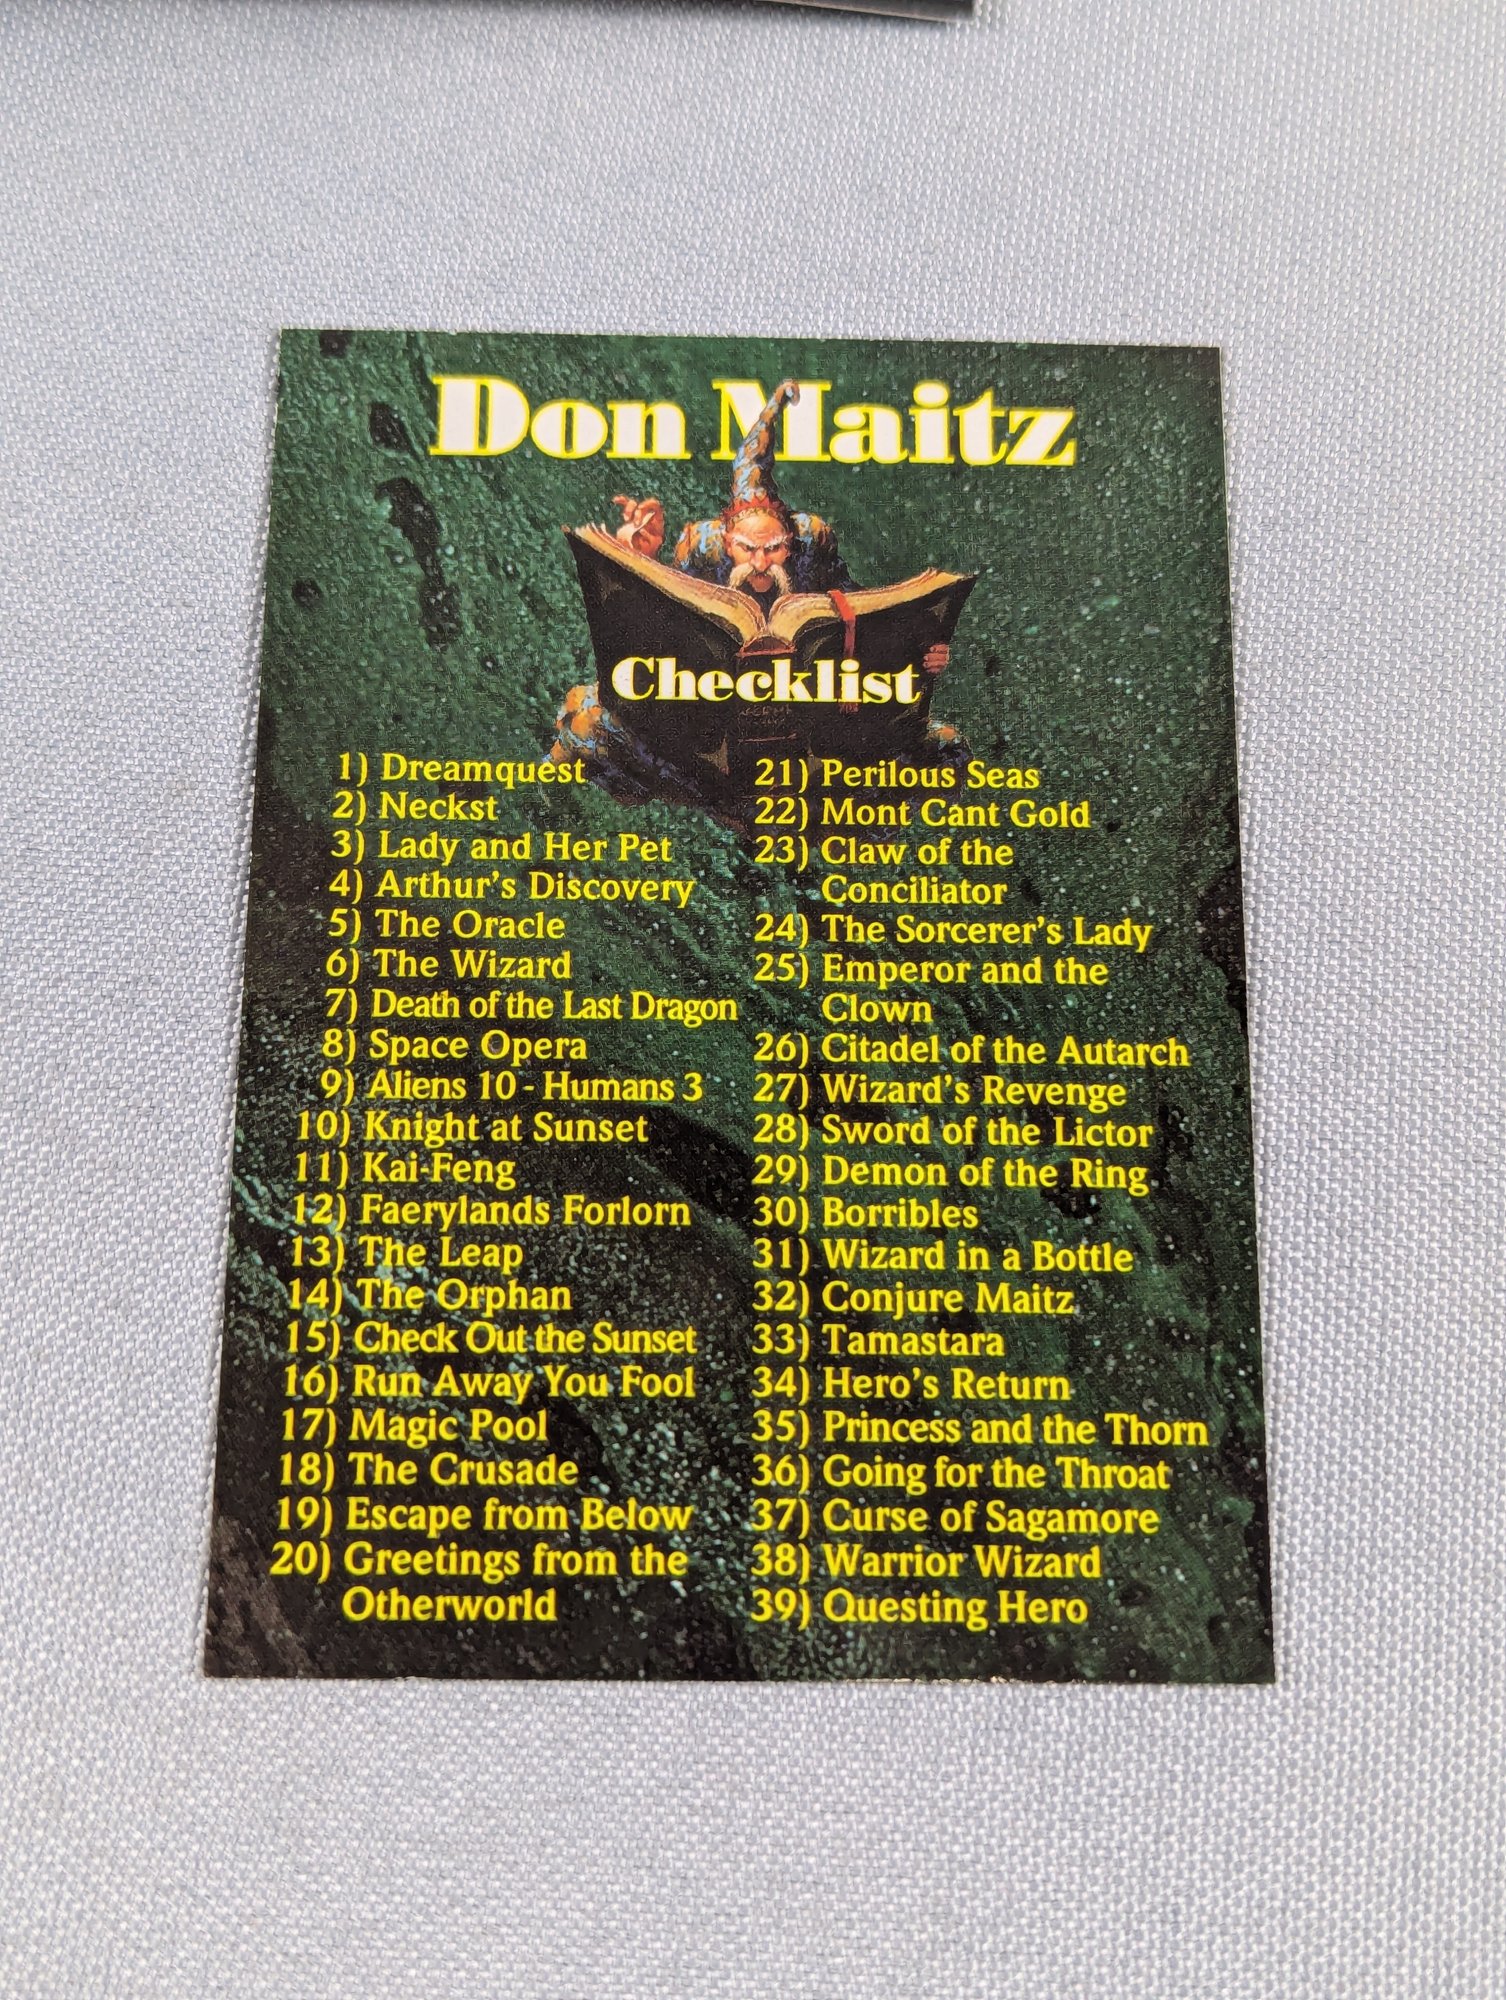 Don Maitz
Checklist
1) Dreamquest
2) Neckst
3) Lady and Her Pet
4) Arthur's Discovery
5) The Oracle
6) The Wizard
7) Death of the Last Dragon
8) Space Opera
9) Aliens 10 - Humans 3
10) Knight at Sunset
11) Kai-Feng
12) Faerylands Forlorn
13) The Leap
14) The Orphan
15) Check Out the Sunset
16) Run Away You Fool
17) Magic Pool
18) The Crusade
19) Escape from Below
20) Greetings from the
Otherworld
21) Perilous Seas
22) Mont Cant Gold
23) Claw of the
Conciliator
24) The Sorcerer's Lady
25) Emperor and the
Clown
26) Citadel of the Autarch
27) Wizard's Revenge
28) Sword of the Lictor
29) Demon of the Ring
30) Borribles
31) Wizard in a Bottle
32) Conjure Maitz
33) Tamastara
34) Hero's Return
35) Princess and the Thorn
36) Going for the Throat
37) Curse of Sagamore
38) Warrior Wizard
39) Questing Hero